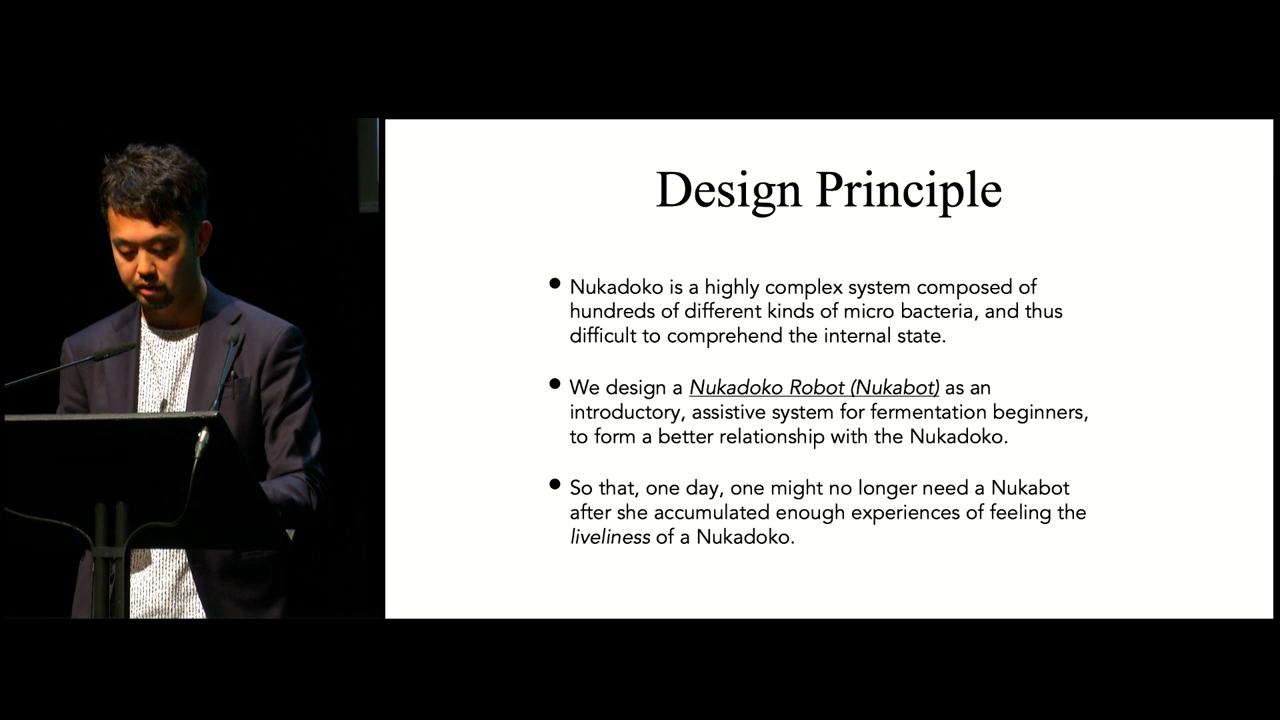 Design Principle
• Nukadoko is a highly complex system composed of
hundreds of different kinds of micro bacteria, and thus
difficult to comprehend the internal state.
• We design a Nukadoko Robot (Nukabot) as an
introductory, assistive system for fermentation beginners,
to form a better relationship with the Nukadoko.
• So that, one day, one might no longer need a Nukabot
after she accumulated enough experiences of feeling the
liveliness of a Nukadoko.